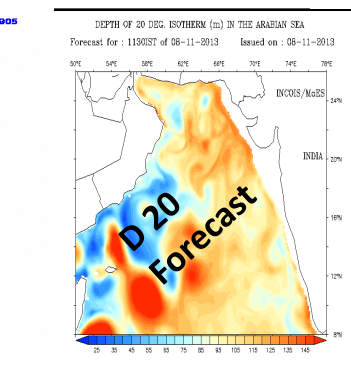 905
DEPTH OF 20 DEG. ISOTHERM (m) IN THE ARABIAN SEA
Forecast for : 1130IST of 08-11-2013 Issued on : 08-11-2013
50°E 54°E 58°E 62°E 66°E 70°E 74°E 78°E
INCOIS/MoES
24°N
INDIA
20°N
D 20
Forecast
16°N
12°N
8°N
25 35 45 55 65 75 85 95 105 115 125 135 145